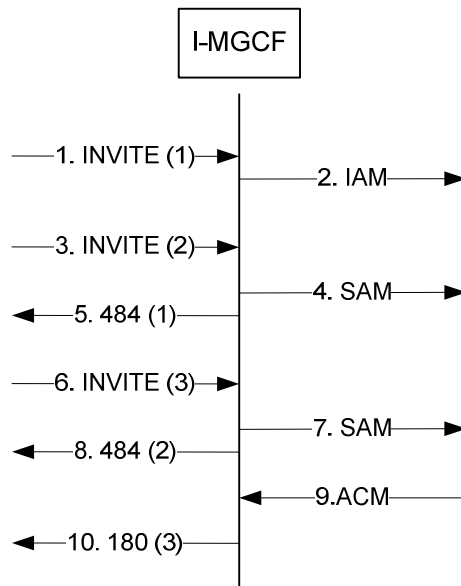 I-MGCF
1. INVITE (1)
2. IAM
3. INVITE (2)
4. SAM
5. 484 (1)
6. INVITE (3)
7. SAM
8. 484 (2)
9.ACM
10. 180 (3)